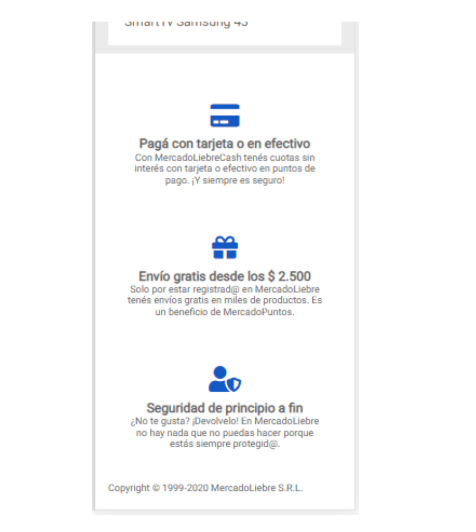 SmartTV Samsung 43"
Pagá con tarjeta o en efectivo
Con MercadoLiebreCash tenés cuotas sin
interés con tarjeta o efectivo en puntos de
pago. ¡Y siempre es seguro!
Envío gratis desde los $ 2.500
Solo por estar registrad@ en MercadoLiebre
tenés envíos gratis en miles de productos. Es
un beneficio de MercadoPuntos.
Seguridad de principio a fin
¿No te gusta? ¡Devolvelo! En MercadoLiebre
no hay nada que no puedas hacer porque
estás siempre protegid@.
Copyright © 1999-2020 MercadoLiebre S.R.L.